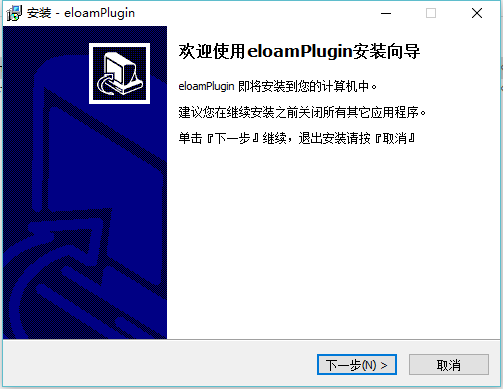 安装 - eloamPlugin
欢迎使用eloamPlugin安装向导
eloamPlugin 即将安装到您的计算机中。
建议您在继续安装之前关闭所有其它应用程序。
单击『下一步』继续，退出安装请按『取消』
下一步(N) >
取消